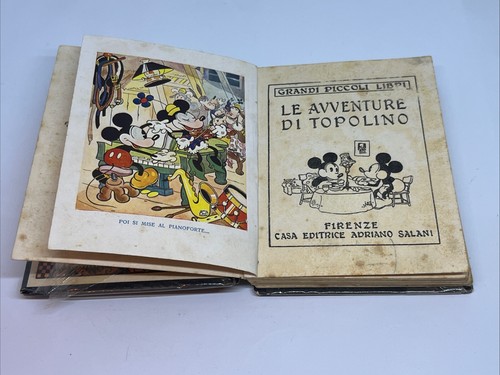 POI SI MISE AL PIANOFORTE...
GRANDI PICCOLI LIBRI
LE AVVENTURE
DI TOPOLINO
FIRENZE
CASA EDITRICE ADRIANO SALANI